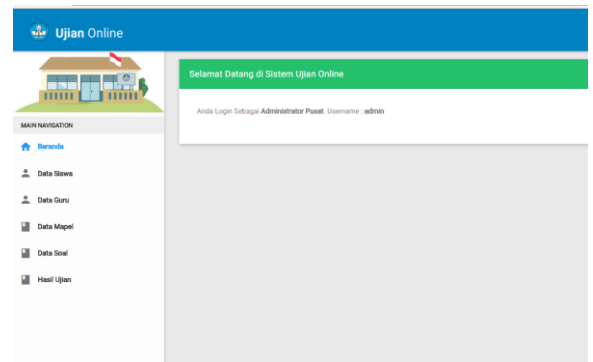 Ujian Online
Selamat Datang di Sistem Ujian Online
Anda Login Sebagai Administrator Pusat. Username : admin
MAIN NAVIGATION
Beranda
Data Siswa
Data Guru
Data Mapel
Data Soal
Hasil Ujian